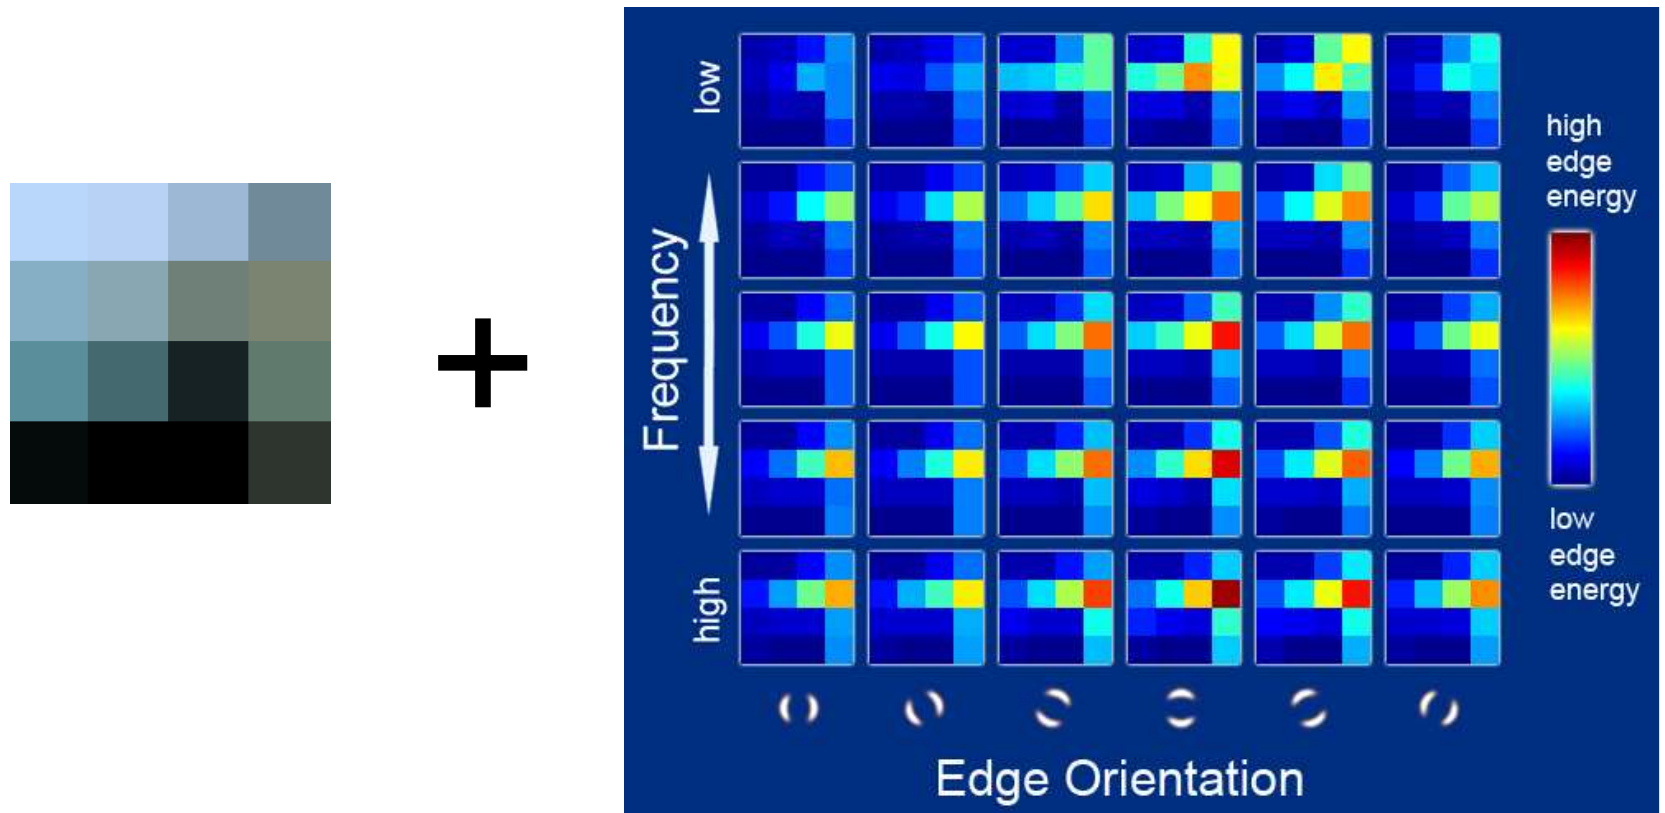 low
Frequency
high
high
edge
energy
low
edge
energy
Edge Orientation